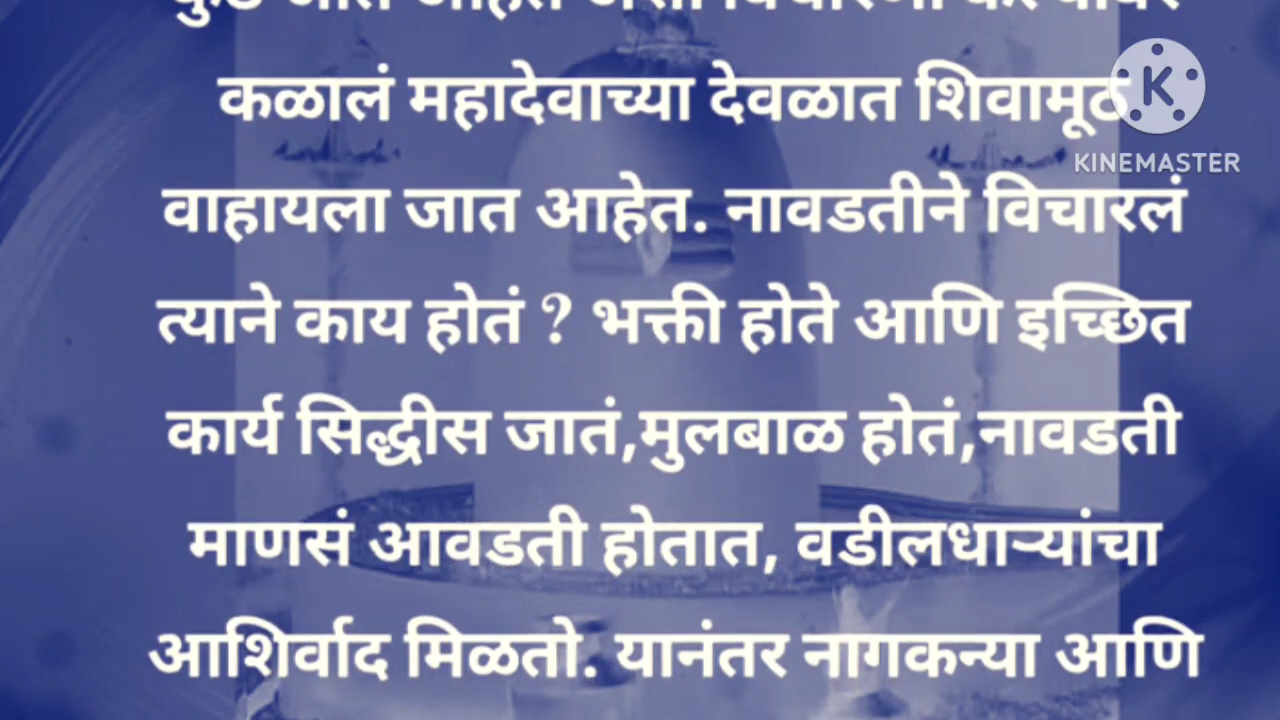 कळालं महादेवाच्या देवळात शिवामूठ
वाहायला जात आहेत. नावडतीने विचारलं
त्याने काय होतं ? भक्ती होते आणि इच्छित
कार्य सिद्धीस जातं,मुलबाळ होतं,नावडती
माणसं आवडती होतात, वडीलधाऱ्यांचा
आशिर्वाद मिळतो. यानंतर नागकन्या आणि
K
KINEMASTER